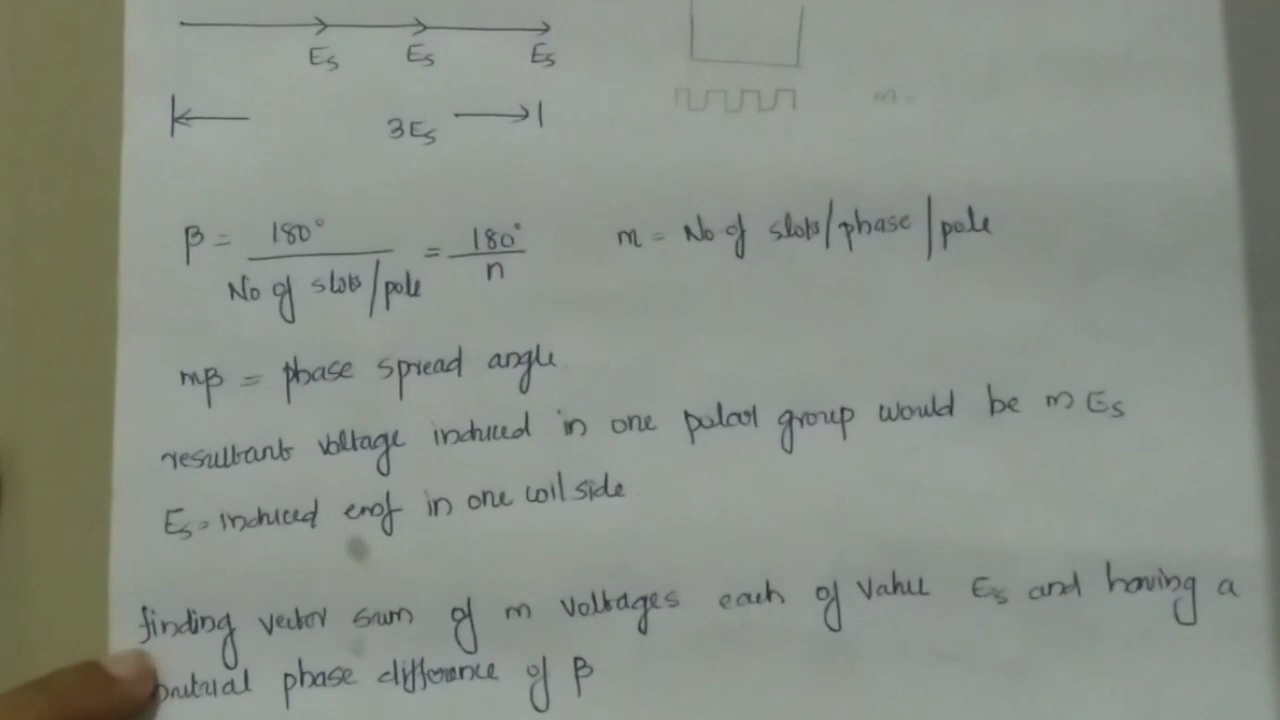 Es Es Es
3Es
m =
β = 180° / No of slots/pole = 180° / n
m = No of slots/phase/pole
mβ = phase spread angle
resultant voltage induced in one polar group would be m Es
Es = induced emf in one coil side
finding vector sum of m voltages each of value Es and having a
mutual phase difference of β